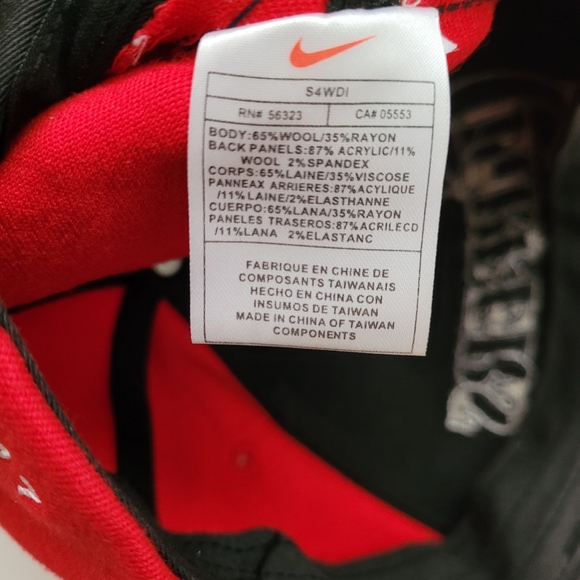 S4WDI
RN# 56323 CA# 05553
BODY:65%WOOL/35%RAYON
BACK PANELS:87% ACRYLIC/11%
WOOL 2%SPANDEX
CORPS:65%LAINE/35%VISCOSE
PANNEAX ARRIERES:87%ACYLIQUE
/11%LAINE/2%ELASTHANNE
CUERPO:65%LANA/35%RAYON
PANELES TRASEROS:87%ACRILECD
/11%LANA 2%ELASTANC
FABRIQUE EN CHINE DE
COMPOSANTS TAIWANAIS
HECHO EN CHINA CON
INSUMOS DE TAIWAN
MADE IN CHINA OF TAIWAN
COMPONENTS